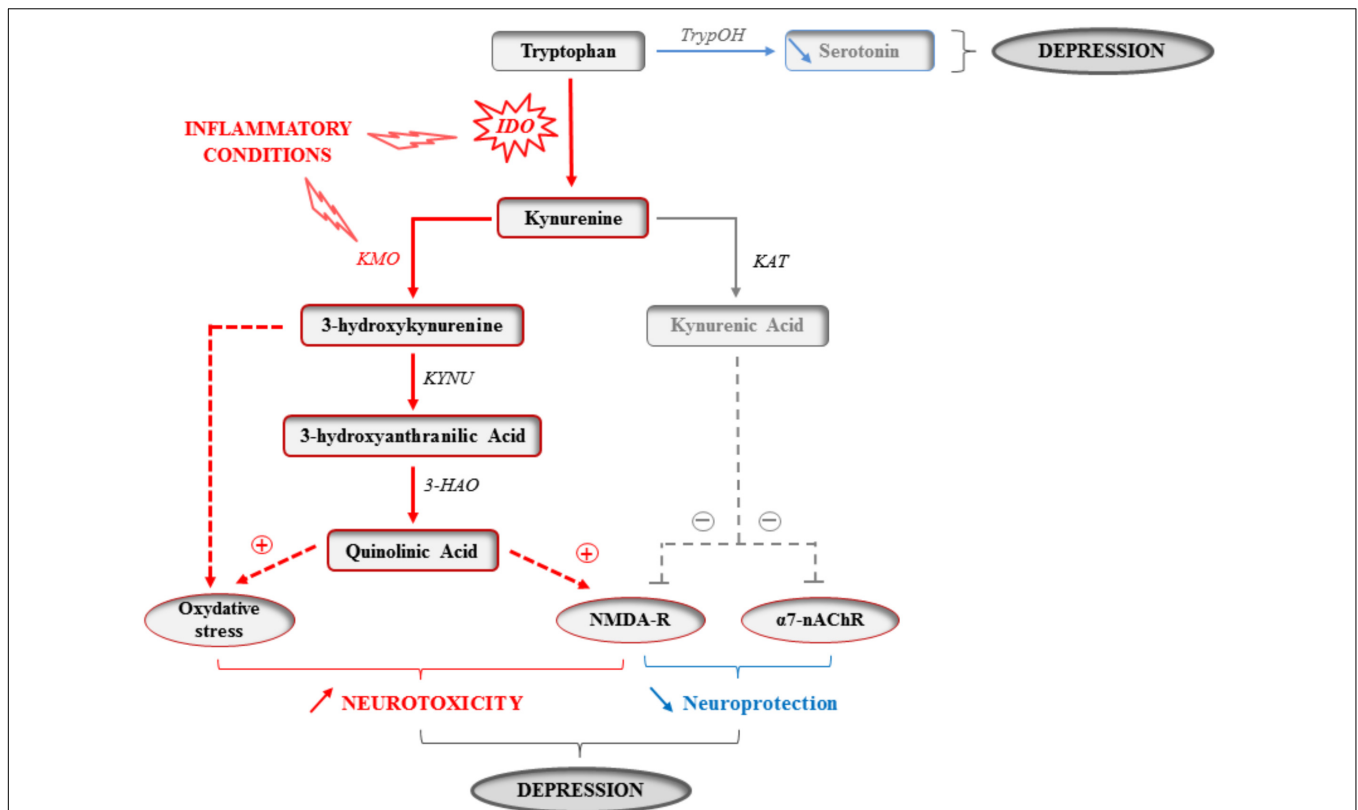 TrypOH
Tryptophan
Serotonin
DEPRESSION
INFLAMMATORY
CONDITIONS
IDO
Kynurenine
KMO
KAT
3-hydroxykynurenine
Kynurenic Acid
KYNU
3-hydroxyanthranilic Acid
3-HAO
− −
+ Quinolinic Acid +
Oxydative
stress
NMDA-R
α7-nAChR
NEUROTOXICITY
Neuroprotection
DEPRESSION